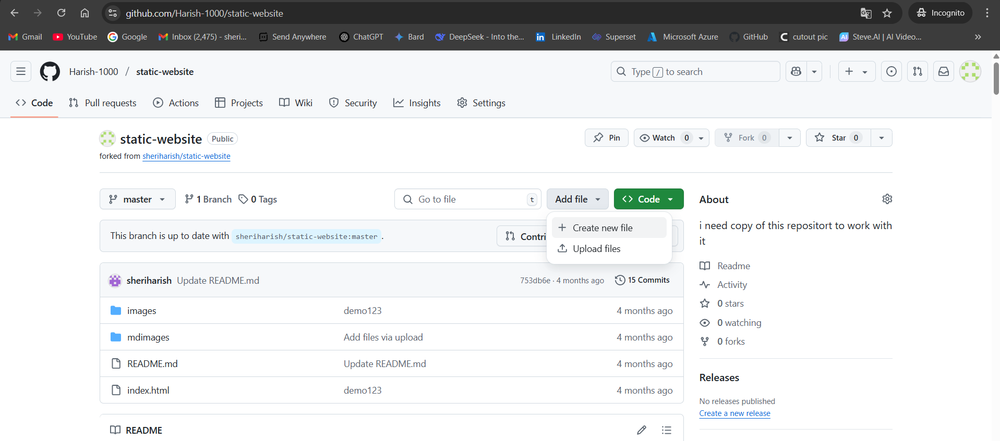 github.com/Harish-1000/static-website
Incognito
Gmail YouTube Google Inbox (2,475) - sheri... Send Anywhere ChatGPT Bard DeepSeek - Into the... LinkedIn Superset Microsoft Azure GitHub cutout pic Steve.AI | AI Video... »
Harish-1000 / static-website
Type / to search
Code Pull requests Actions Projects Wiki Security Insights Settings
static-website Public
Pin Watch 0 Fork 0 Star 0
forked from sheriharish/static-website
master 1 Branch 0 Tags
Go to file t Add file Code
Create new file
Upload files
This branch is up to date with sheriharish/static-website:master .
Contri
sheriharish Update README.md 753db6e · 4 months ago 15 Commits
images demo123 4 months ago
mdimages Add files via upload 4 months ago
README.md Update README.md 4 months ago
index.html demo123 4 months ago
README
About
i need copy of this repositort to work with
it
Readme
Activity
0 stars
0 watching
0 forks
Releases
No releases published
Create a new release